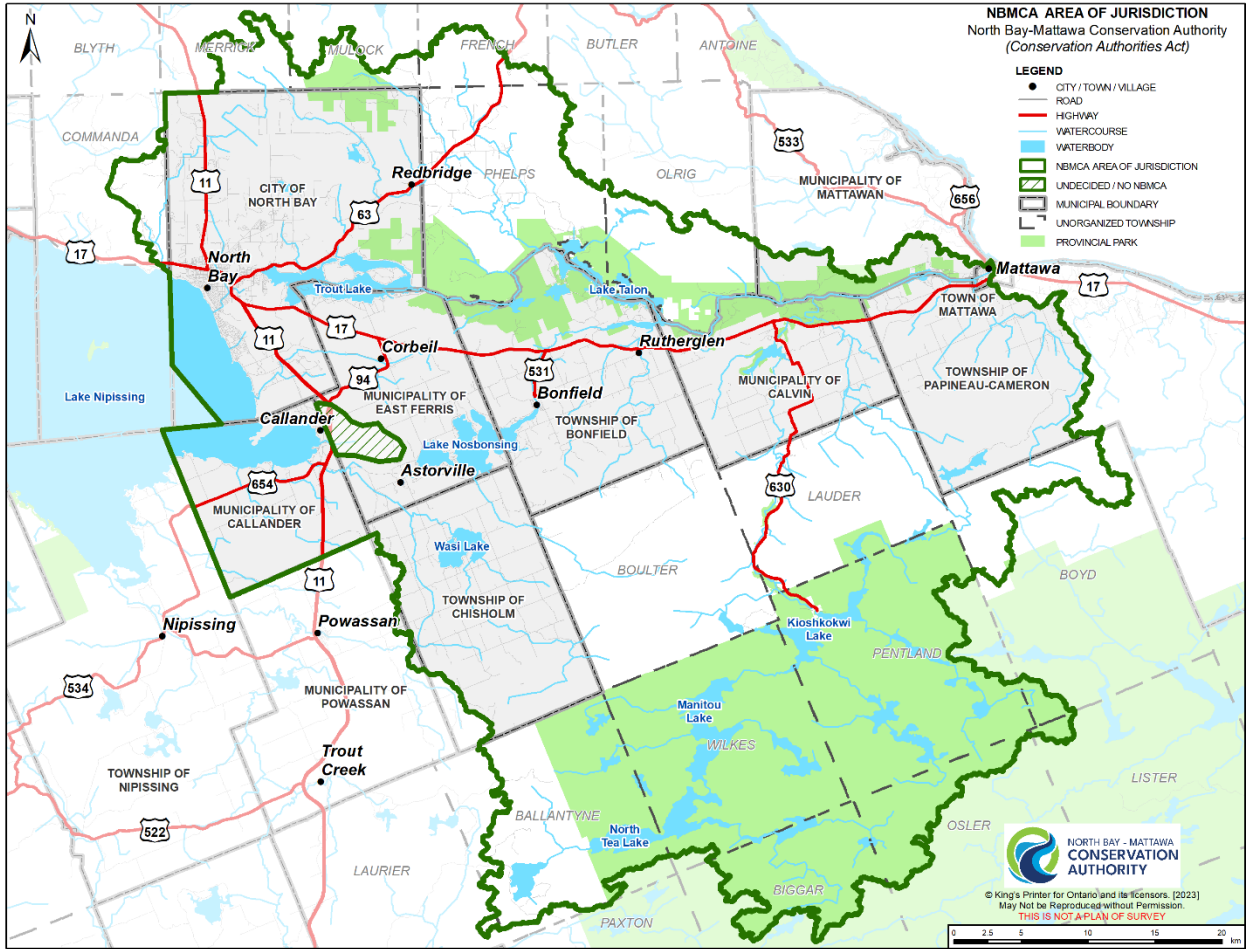 NBMCA AREA OF JURISDICTION
North Bay-Mattawa Conservation Authority
(Conservation Authorities Act)
LEGEND
CITY / TOWN / VILLAGE
ROAD
HIGHWAY
WATERCOURSE
WATERBODY
NBMCA AREA OF JURISDICTION
UNDECIDED / NO NBMCA
MUNICIPAL BOUNDARY
UNORGANIZED TOWNSHIP
PROVINCIAL PARK
N
BLYTH
MERRICK
MULOCK
FRENCH
BUTLER
ANTOINE
COMMANDA
533
11
CITY OF
NORTH BAY
Redbridge
PHELPS
OLRIG
MUNICIPALITY OF
MATTAWAN
656
63
17
North
Bay
Trout Lake
Lake Talon
Mattawa
17
TOWN OF
MATTAWA
11
17
Corbeil
Rutherglen
94
531
Lake Nipissing
MUNICIPALITY OF
EAST FERRIS
Bonfield
MUNICIPALITY OF
CALVIN
TOWNSHIP OF
PAPINEAU-CAMERON
Callander
TOWNSHIP OF
BONFIELD
Lake Nosbonsing
Astorville
654
630
LAUDER
MUNICIPALITY OF
CALLANDER
Wasi Lake
BOULTER
BOYD
11
TOWNSHIP OF
CHISHOLM
Nipissing
Powassan
Kioshkokwi
Lake
PENTLAND
534
MUNICIPALITY OF
POWASSAN
Manitou
Lake
WILKES
Trout
Creek
TOWNSHIP OF
NIPISSING
LISTER
BALLANTYNE
522
North
Tea Lake
OSLER
LAURIER
BIGGAR
PAXTON
NORTH BAY - MATTAWA
CONSERVATION
AUTHORITY
© King's Printer for Ontario and its licensors. [2023]
May Not be Reproduced without Permission.
THIS IS NOT A PLAN OF SURVEY
0 2.5 5 10 15 20
km